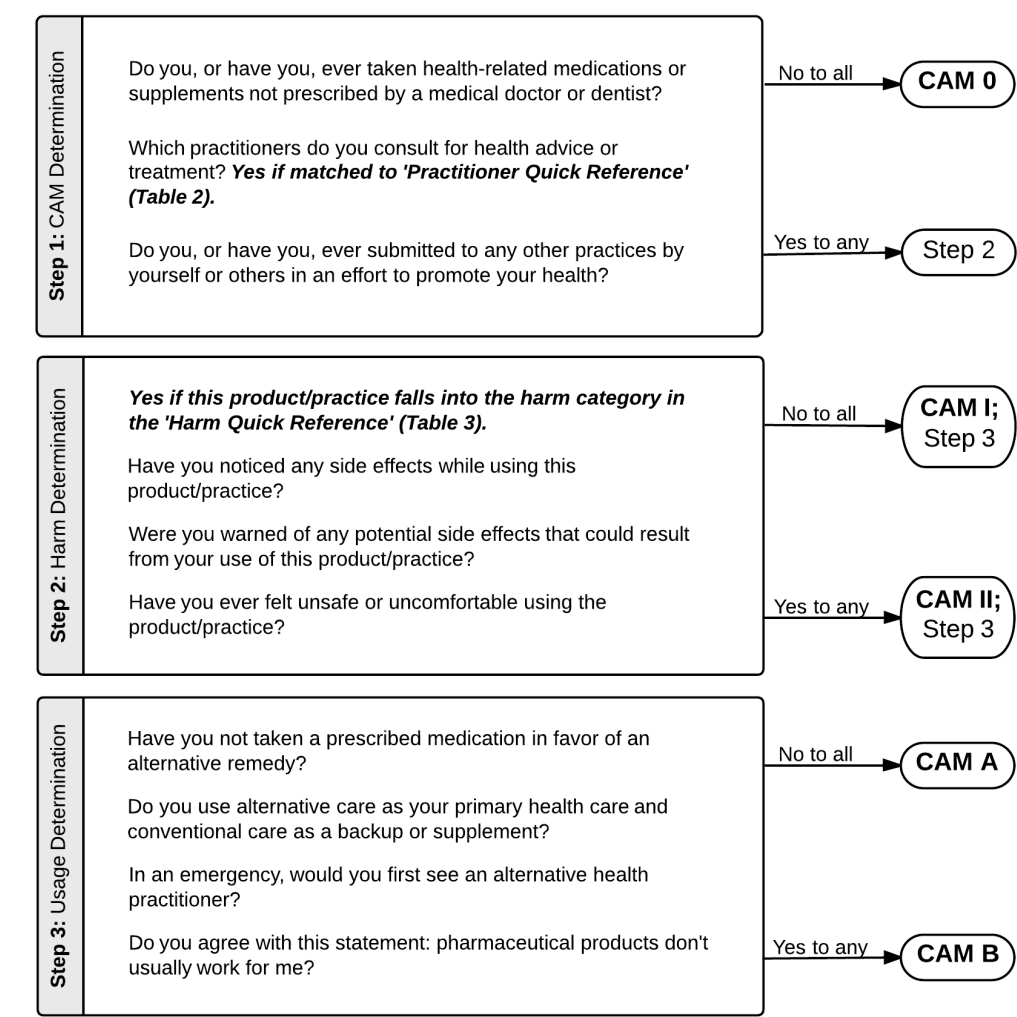 Step 1: CAM Determination
Do you, or have you, ever taken health-related medications or
supplements not prescribed by a medical doctor or dentist?
Which practitioners do you consult for health advice or
treatment? Yes if matched to 'Practitioner Quick Reference'
(Table 2).
Do you, or have you, ever submitted to any other practices by
yourself or others in an effort to promote your health?
No to all
CAM 0
Yes to any
Step 2
Step 2: Harm Determination
Yes if this product/practice falls into the harm category in
the 'Harm Quick Reference' (Table 3).
Have you noticed any side effects while using this
product/practice?
Were you warned of any potential side effects that could result
from your use of this product/practice?
Have you ever felt unsafe or uncomfortable using the
product/practice?
No to all
CAM I;
Step 3
Yes to any
CAM II;
Step 3
Step 3: Usage Determination
Have you not taken a prescribed medication in favor of an
alternative remedy?
Do you use alternative care as your primary health care and
conventional care as a backup or supplement?
In an emergency, would you first see an alternative health
practitioner?
Do you agree with this statement: pharmaceutical products don't
usually work for me?
No to all
CAM A
Yes to any
CAM B